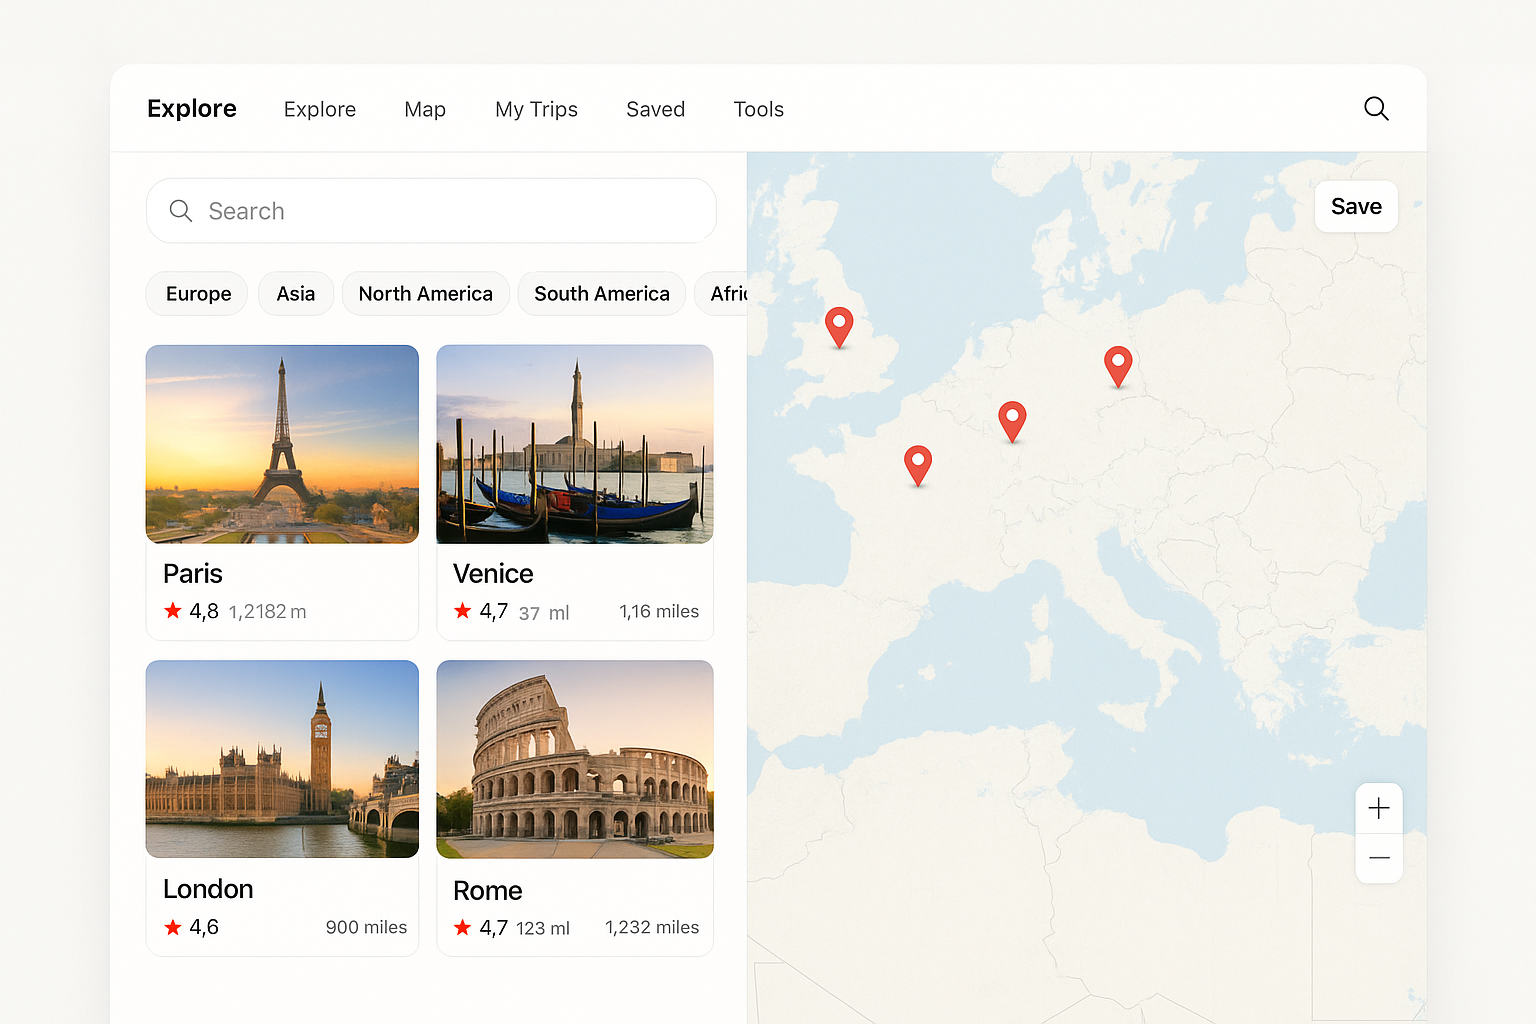 Explore Explore Map My Trips Saved Tools
Save
Search
Europe Asia North America South America Afric
Paris
4,8 1,2182 m
Venice
4,7 37 ml 1,16 miles
London
4,6 900 miles
Rome
4,7 123 ml 1,232 miles